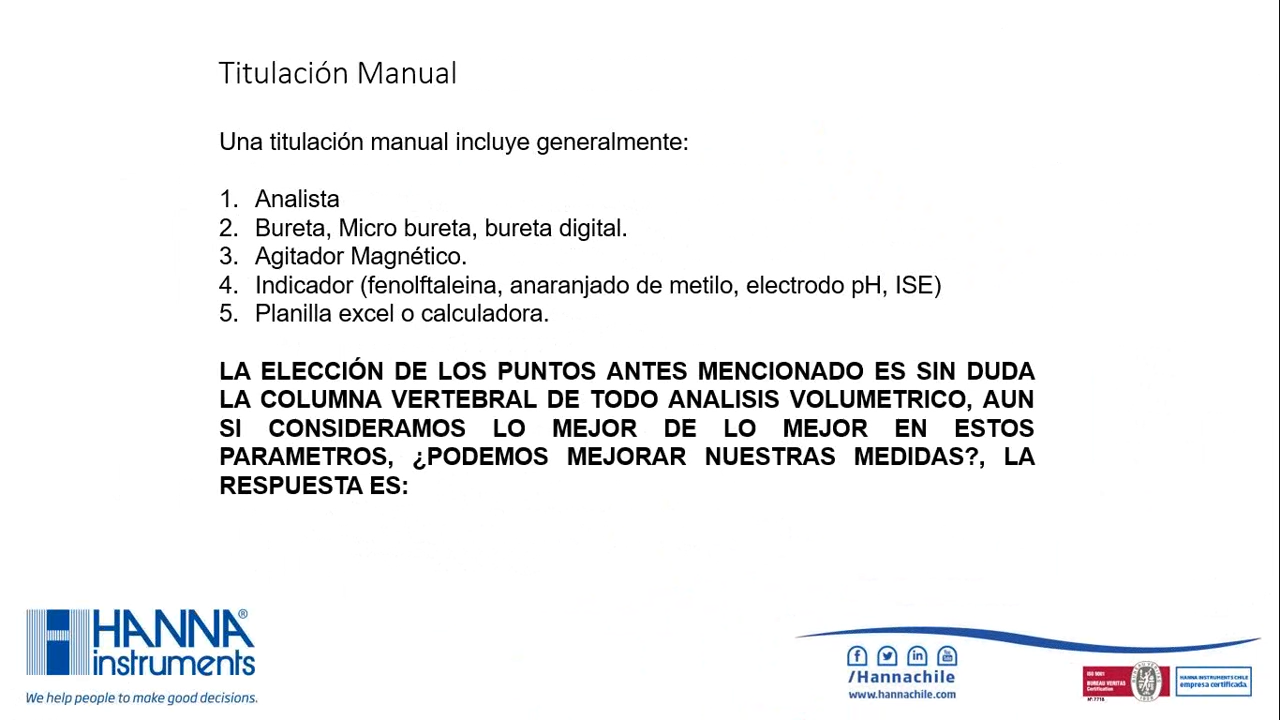 Titulación Manual
Una titulación manual incluye generalmente:
1. Analista
2. Bureta, Micro bureta, bureta digital.
3. Agitador Magnético.
4. Indicador (fenolftaleina, anaranjado de metilo, electrodo pH, ISE)
5. Planilla excel o calculadora.
LA ELECCIÓN DE LOS PUNTOS ANTES MENCIONADO ES SIN DUDA
LA COLUMNA VERTEBRAL DE TODO ANALISIS VOLUMETRICO, AUN
SI CONSIDERAMOS LO MEJOR DE LO MEJOR EN ESTOS
PARAMETROS, ¿PODEMOS MEJORAR NUESTRAS MEDIDAS?, LA
RESPUESTA ES:
HANNA®
instruments
We help people to make good decisions.
/Hannachile
www.hannachile.com
ISO 9001
BUREAU VERITAS
Certification
HANNA INSTRUMENTS CHILE
empresa certificada